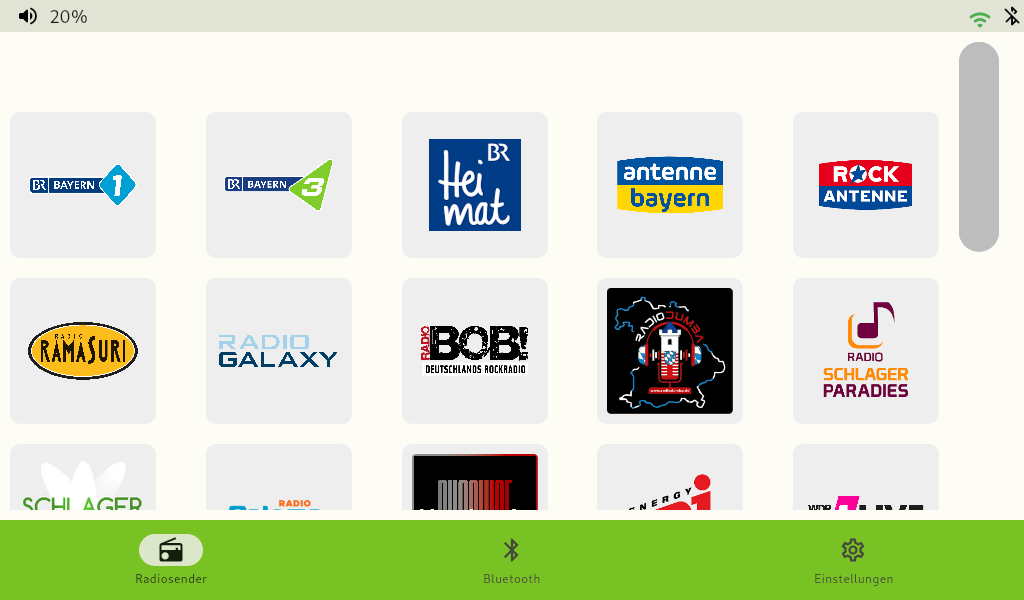 20%
BR BAYERN 1
BR BAYERN 3
BR
Hei
mat
antenne
bayern
ROCK
ANTENNE
RADIO
RAMASURI
RADIO
GALAXY
RADIO
BOB!
DEUTSCHLANDS ROCKRADIO
RADIO DUMBA
RADIO
SCHLAGER
PARADIES
SCHLAGER
RADIO
ENERGY
WDR
Radiosender
Bluetooth
Einstellungen